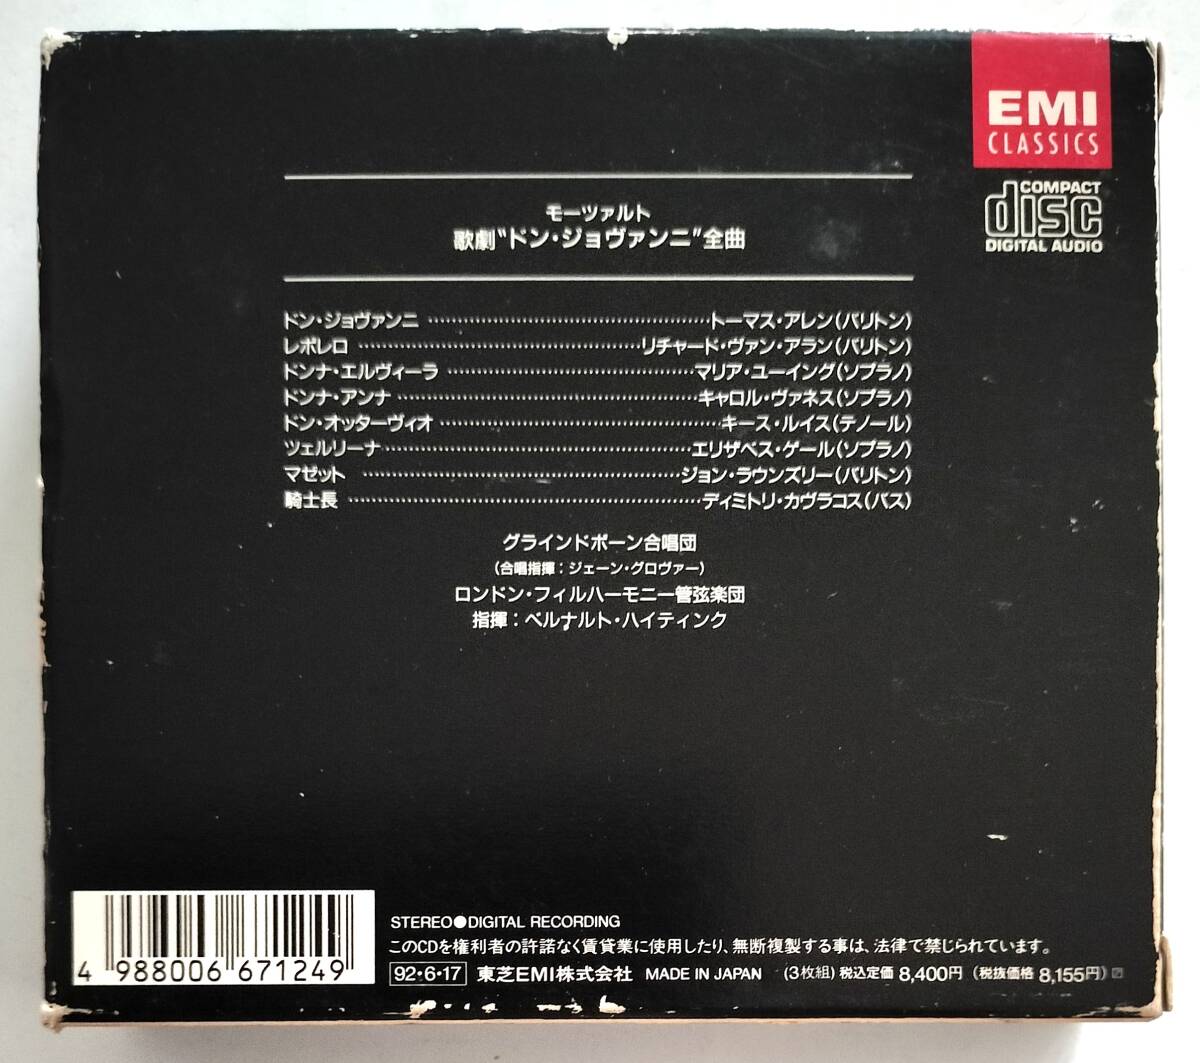 EMI
CLASSICS
COMPACT
disc
DIGITAL AUDIO
モーツァルト
歌劇“ドン・ジョヴァンニ”全曲
ドン・ジョヴァンニ……………………………トーマス・アレン(バリトン)
レポレロ……………………………リチャード・ヴァン・アラン(バリトン)
ドンナ・エルヴィーラ……………………………マリア・ユーイング(ソプラノ)
ドンナ・アンナ……………………………キャロル・ヴァネス(ソプラノ)
ドン・オッターヴィオ……………………………キース・ルイス(テノール)
ツェルリーナ……………………………エリザベス・ゲール(ソプラノ)
マゼット……………………………ジョン・ラウンズリー(バリトン)
騎士長……………………………ディミトリ・カヴラコス(バス)
グラインドボーン合唱団
(合唱指揮：ジェーン・グロヴァー)
ロンドン・フィルハーモニー管弦楽団
指揮：ベルナルト・ハイティンク
STEREO●DIGITAL RECORDING
このCDを権利者の許諾なく賃貸業に使用したり、無断複製する事は、法律で禁じられています。
4 988006 671249
92・6・17 東芝EMI株式会社 MADE IN JAPAN (3枚組) 税込定価8,400円 (税抜価格8,155円)